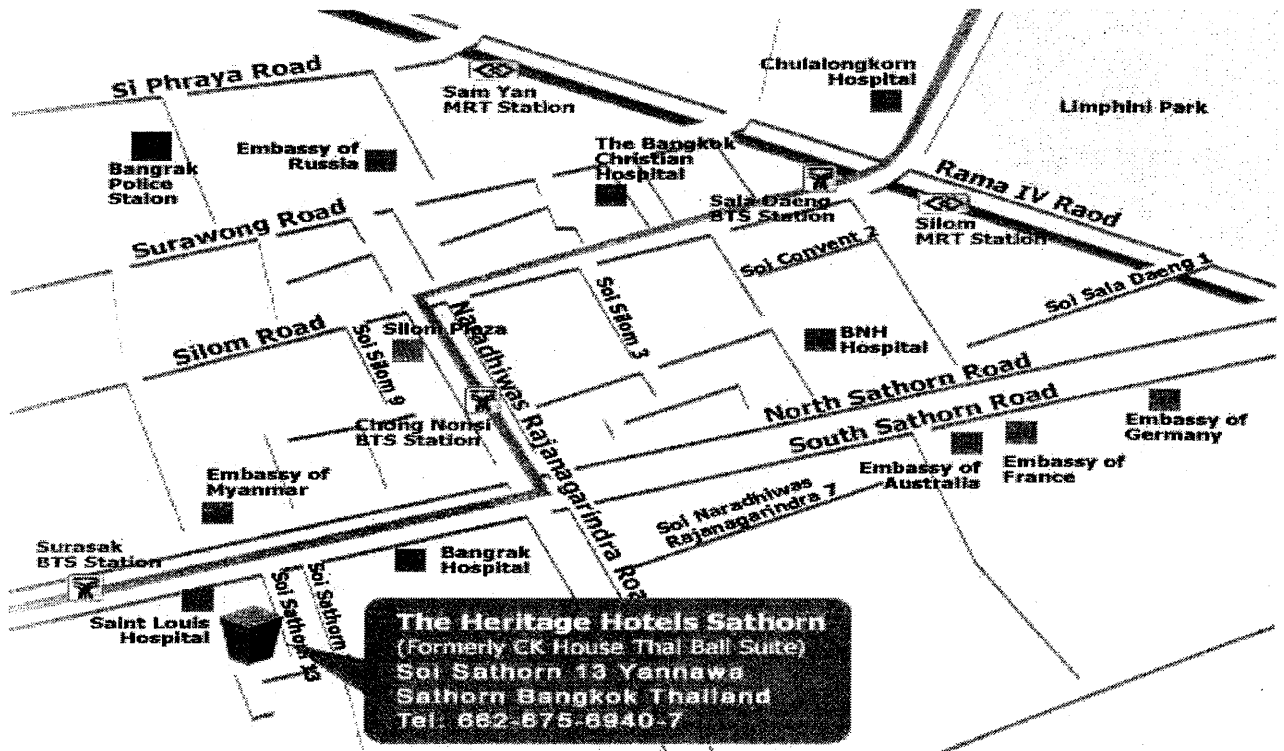 Si Phraya Road
Sam Yan
MRT Station
Chulalongkorn
Hospital
Limphini Park
Bangrak
Police
Staion
Embassy of
Russia
The Bangkok
Christian
Hospital
Sala Daeng
BTS Station
Rama IV Raod
Silom
MRT Station
Surawong Road
Soi Convent 2
Soi Sala Daeng 1
Silom Road
Soi Silom 9
Silom Plaza
Naradhiwas Rajanagarindra Roa
Soi Silom 3
BNH
Hospital
Chong Nonsi
BTS Station
North Sathorn Road
South Sathorn Road
Embassy of
Germany
Embassy of
Australia
Embassy of
France
Embassy of
Myanmar
Soi Naradhiwas
Rajanagarindra 7
Surasak
BTS Station
Bangrak
Hospital
Saint Louis
Hospital
Soi Sathorn 13
Soi Sathorn
The Heritage Hotels Sathorn
(Formerly CK House Thai Bali Suite)
Soi Sathorn 13 Yannawa
Sathorn Bangkok Thailand
Tel: 662-675-6940-7